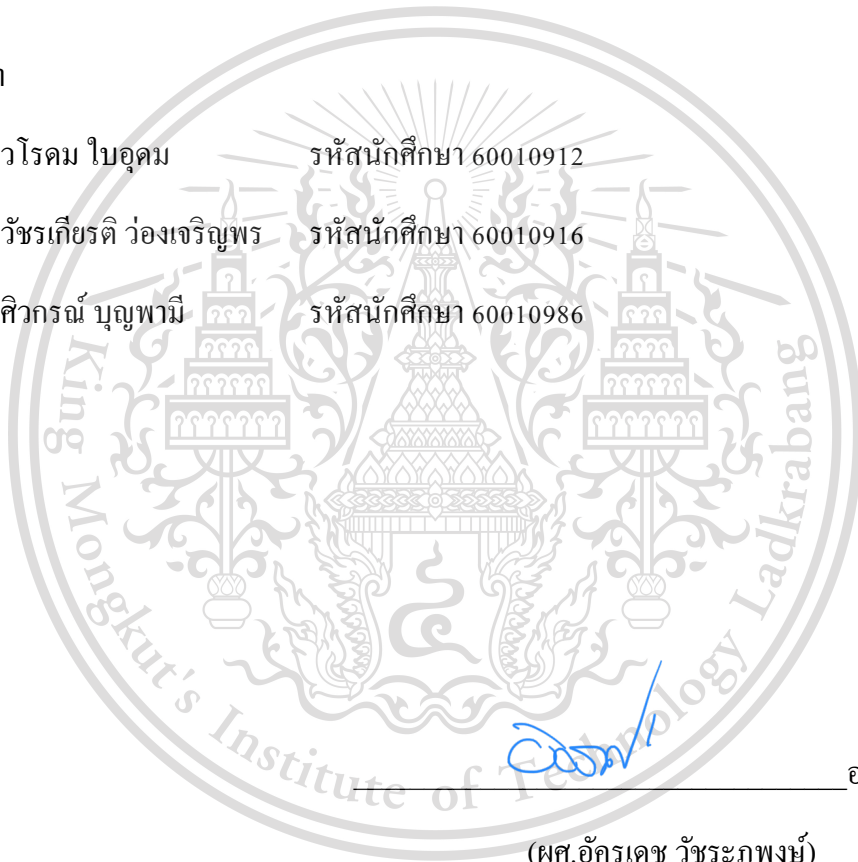 วโรดม ใบอุดม รหัสนักศึกษา 60010912
วัชรเกียรติ ว่องเจริญพร รหัสนักศึกษา 60010916
ศิวกรณ์ บุญพามี รหัสนักศึกษา 60010986
King Mongkut's Institute of Technology Ladkrabang
(ผศ.อัครเดช วัชระภูพงษ์)